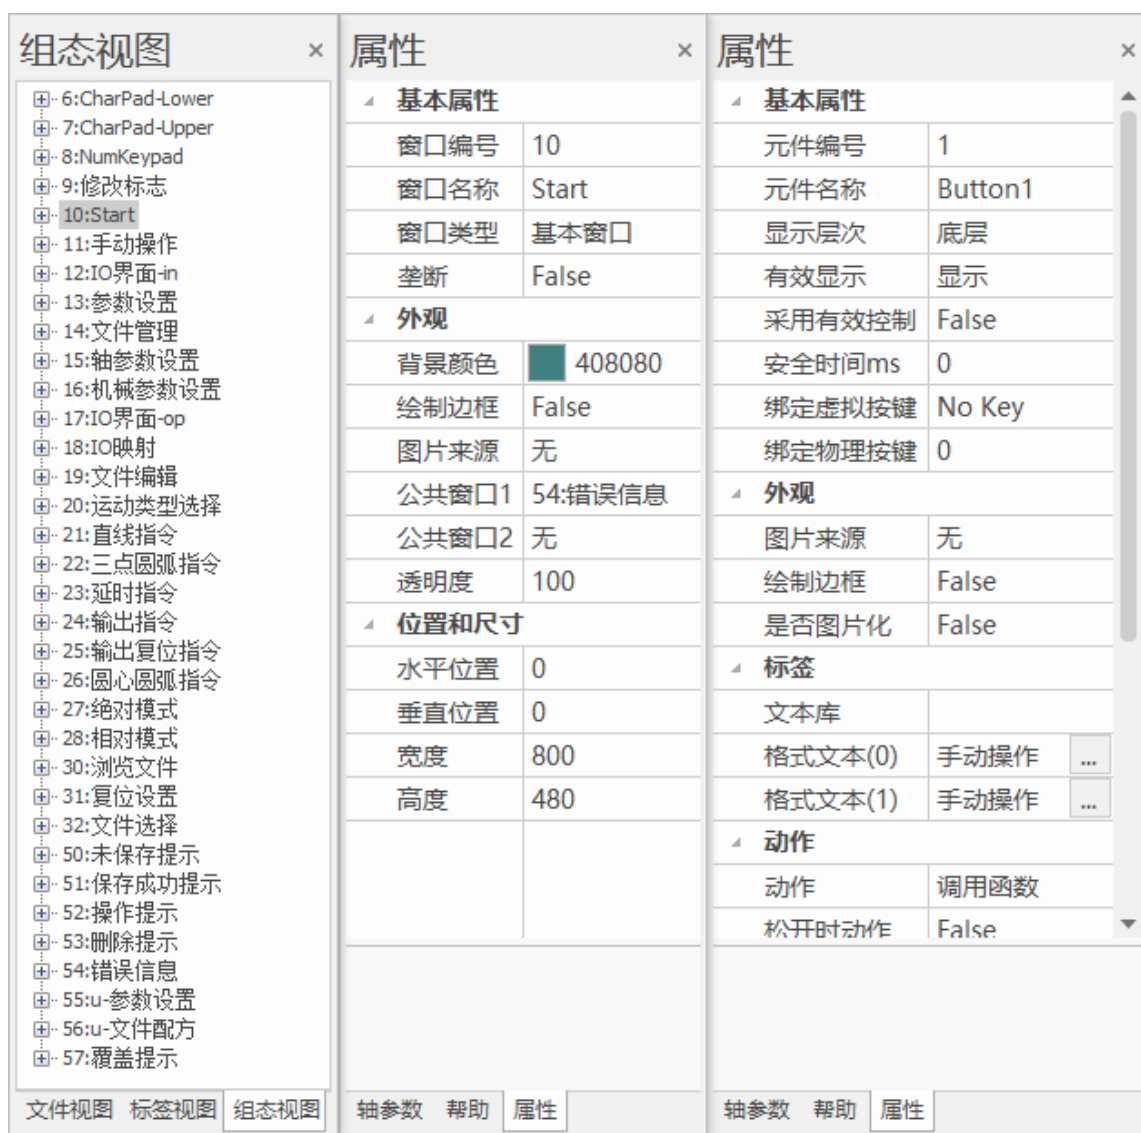 组态视图 ×
6:CharPad-Lower
7:CharPad-Upper
8:NumKeypad
9:修改标志
10:Start
11:手动操作
12:IO界面-in
13:参数设置
14:文件管理
15:轴参数设置
16:机械参数设置
17:IO界面-op
18:IO映射
19:文件编辑
20:运动类型选择
21:直线指令
22:三点圆弧指令
23:延时指令
24:输出指令
25:输出复位指令
26:圆心圆弧指令
27:绝对模式
28:相对模式
30:浏览文件
31:复位设置
32:文件选择
50:未保存提示
51:保存成功提示
52:操作提示
53:删除提示
54:错误信息
55:u-参数设置
56:u-文件配方
57:覆盖提示
文件视图 标签视图 组态视图
属性 ×
基本属性
窗口编号 10
窗口名称 Start
窗口类型 基本窗口
垄断 False
外观
背景颜色 408080
绘制边框 False
图片来源 无
公共窗口1 54:错误信息
公共窗口2 无
透明度 100
位置和尺寸
水平位置 0
垂直位置 0
宽度 800
高度 480
轴参数 帮助 属性
属性 ×
基本属性
元件编号 1
元件名称 Button1
显示层次 底层
有效显示 显示
采用有效控制 False
安全时间ms 0
绑定虚拟按键 No Key
绑定物理按键 0
外观
图片来源 无
绘制边框 False
是否图片化 False
标签
文本库
格式文本(0) 手动操作 ...
格式文本(1) 手动操作 ...
动作
动作 调用函数
松开时动作 False
轴参数 帮助 属性